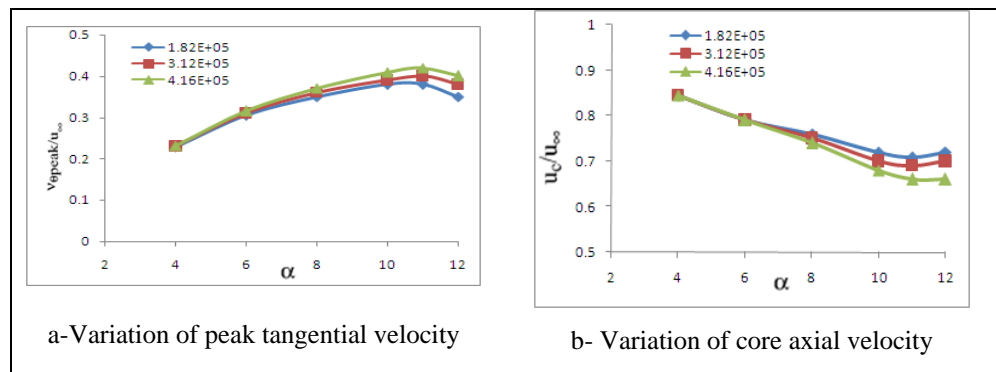 0.5
0.4
0.3
0.2
0.1
0
2 4 6 8 10 12
vθpeak/u∞
α
1.82E+05
3.12E+05
4.16E+05
a-Variation of peak tangential velocity
1
0.9
0.8
0.7
0.6
0.5
2 4 6 8 10 12
uc/u∞
α
1.82E+05
3.12E+05
4.16E+05
b- Variation of core axial velocity